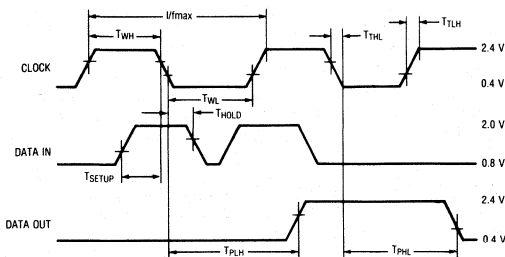 l/fmax
TWH
TTHL
TTLH
2.4 V
CLOCK
0.4 V
TWL
THOLD
2.0 V
DATA IN
0.8 V
TSETUP
2.4 V
DATA OUT
0.4 V
TPLH
TPHL